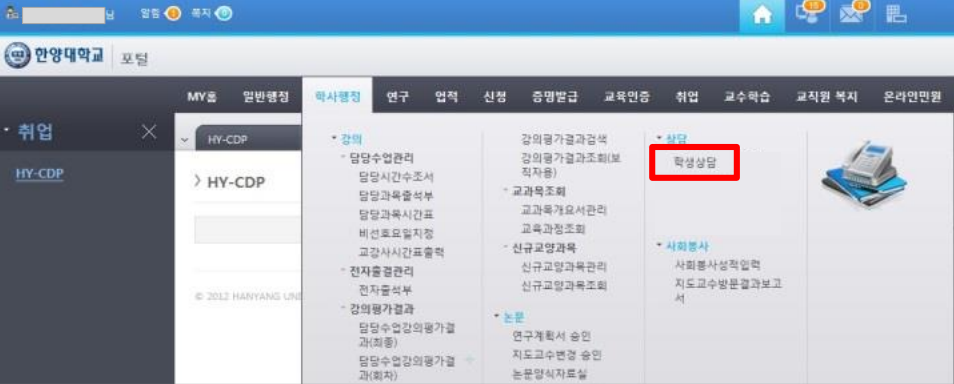 님 알림 쪽지 0
15 0
한양대학교 포털
MY홈 일반행정 학사행정 연구 업적 신청 증명발급 교육인증 취업 교수학습 교직원 복지 온라인민원
취업
HY-CDP
HY-CDP
HY-CDP
© 2012 HANYANG UNI
강의
담당수업관리
담당시간수조서
담당과목출석부
담당과목시간표
비선호요일지정
교강사시간표출력
전자출결관리
전자출석부
강의평가결과
담당수업강의평가결
과(최종)
담당수업강의평가결
과(회차)
강의평가결과검색
강의평가결과조회(보
직자용)
교과목조회
교과목개요서관리
교육과정조회
신규교양과목
신규교양과목관리
신규교양과목조회
논문
연구계획서 승인
지도교수변경 승인
논문양식자료실
상담
학생상담
사회봉사
사회봉사성적입력
지도교수방문결과보고
서